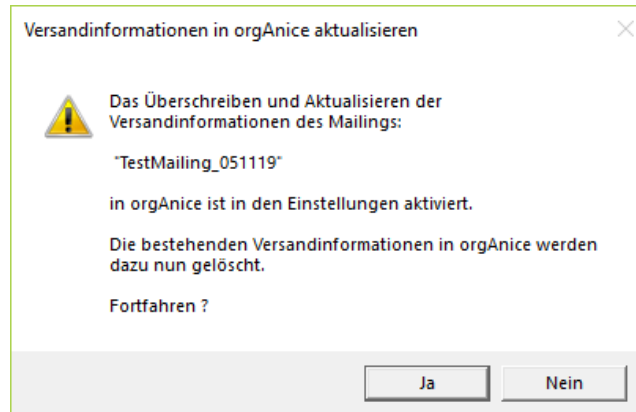 Versandinformationen in orgAnice aktualisieren
Das Überschreiben und Aktualisieren der
Versandinformationen des Mailings:
"TestMailing_051119"
in orgAnice ist in den Einstellungen aktiviert.
Die bestehenden Versandinformationen in orgAnice werden
dazu nun gelöscht.
Fortfahren ?
Ja
Nein